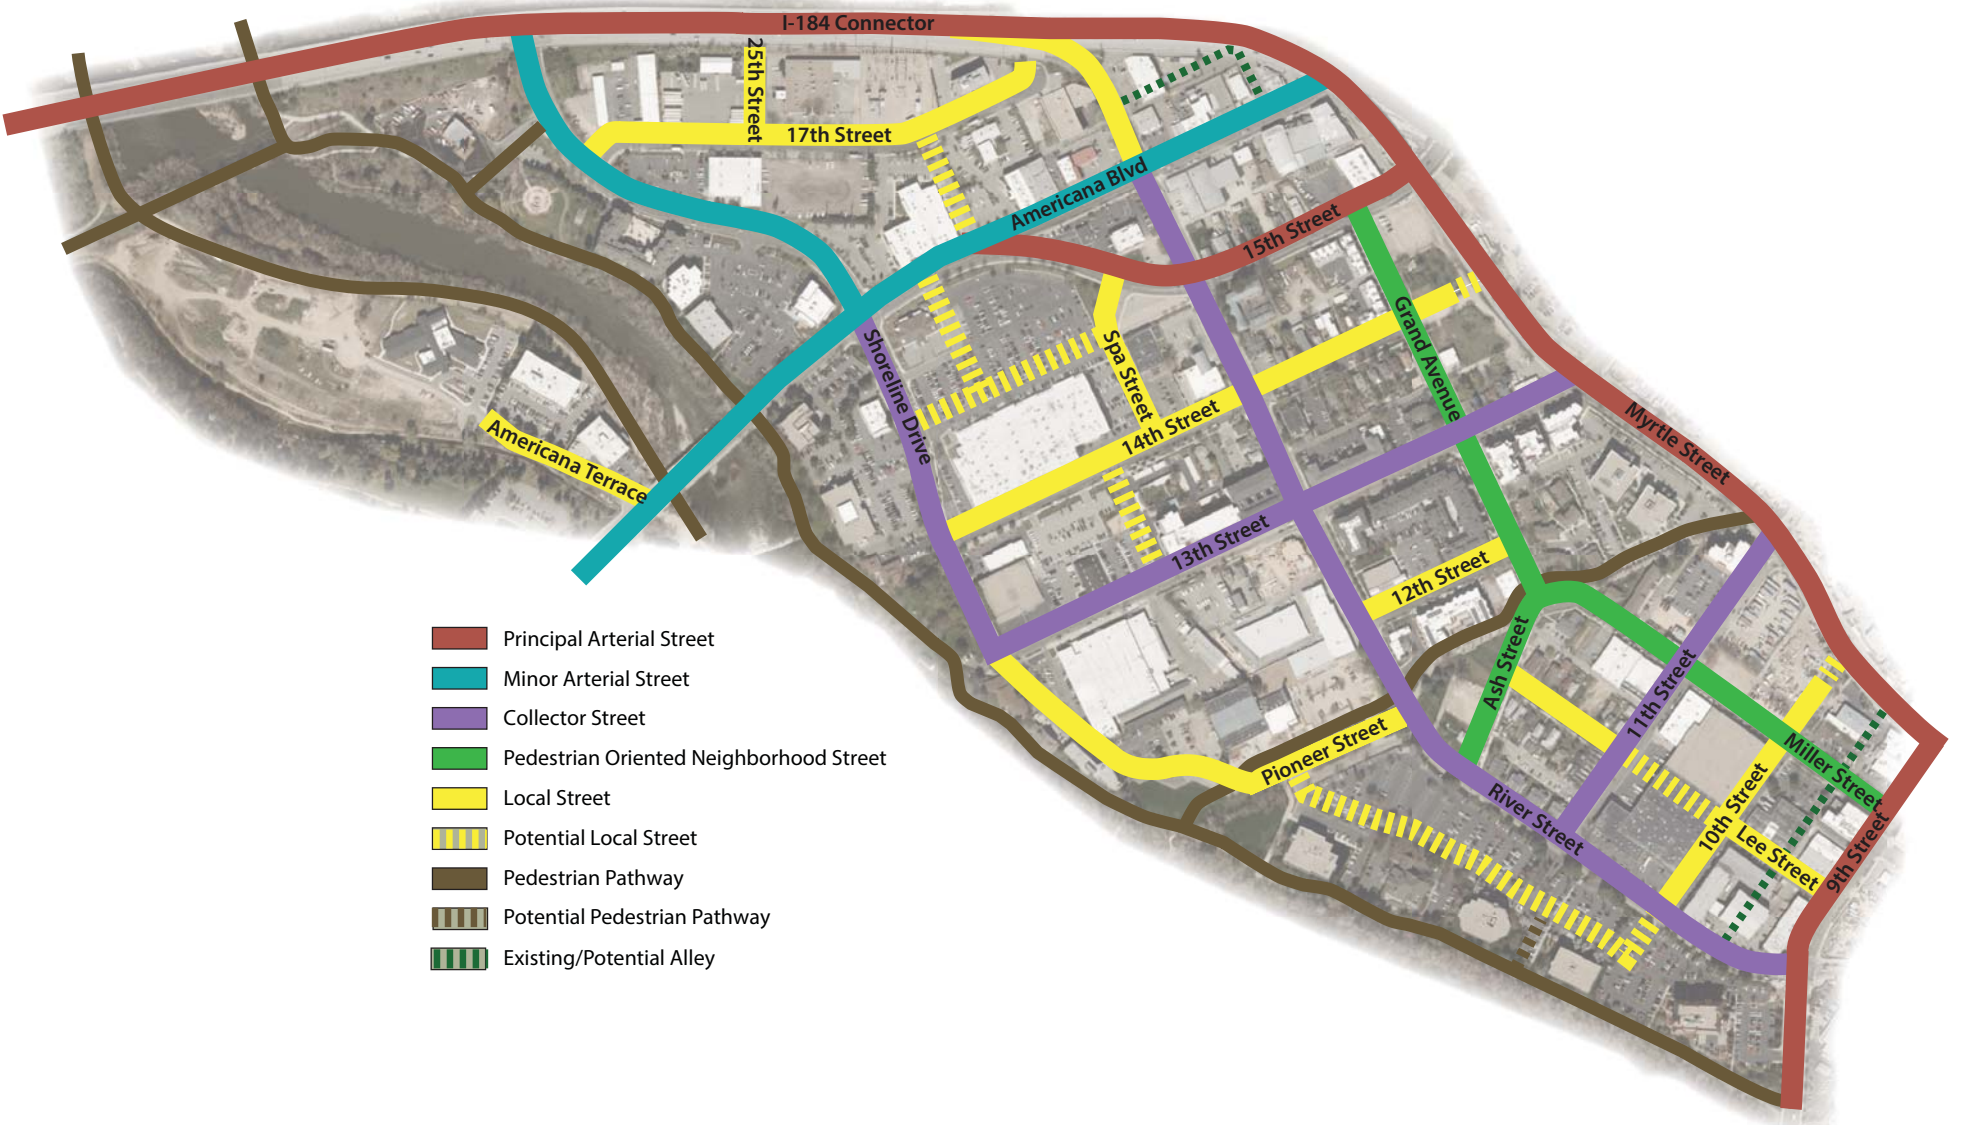 I-184 Connector
25th Street
17th Street
Americana Blvd
15th Street
Grand Avenue
Shoreline Drive
Spa Street
14th Street
Myrtle Street
Americana Terrace
13th Street
12th Street
Ash Street
11th Street
Pioneer Street
Miller Street
River Street
10th Street
Lee Street
9th Street
Principal Arterial Street
Minor Arterial Street
Collector Street
Pedestrian Oriented Neighborhood Street
Local Street
Potential Local Street
Pedestrian Pathway
Potential Pedestrian Pathway
Existing/Potential Alley